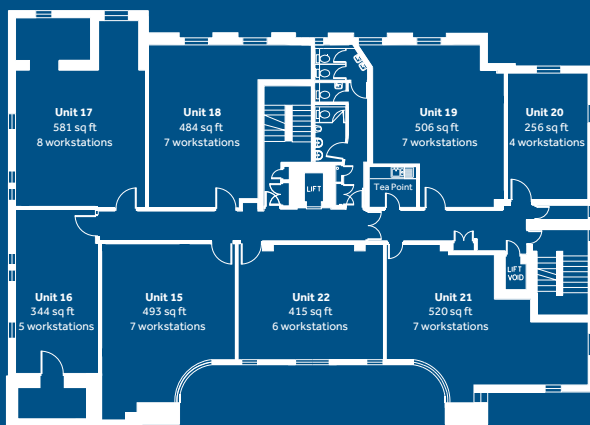 Unit 17
581 sq ft
8 workstations
Unit 18
484 sq ft
7 workstations
Unit 19
506 sq ft
7 workstations
Unit 20
256 sq ft
4 workstations
LIFT
Tea Point
Unit 16
344 sq ft
5 workstations
Unit 15
493 sq ft
7 workstations
Unit 22
415 sq ft
6 workstations
Unit 21
520 sq ft
7 workstations
LIFT
VOID